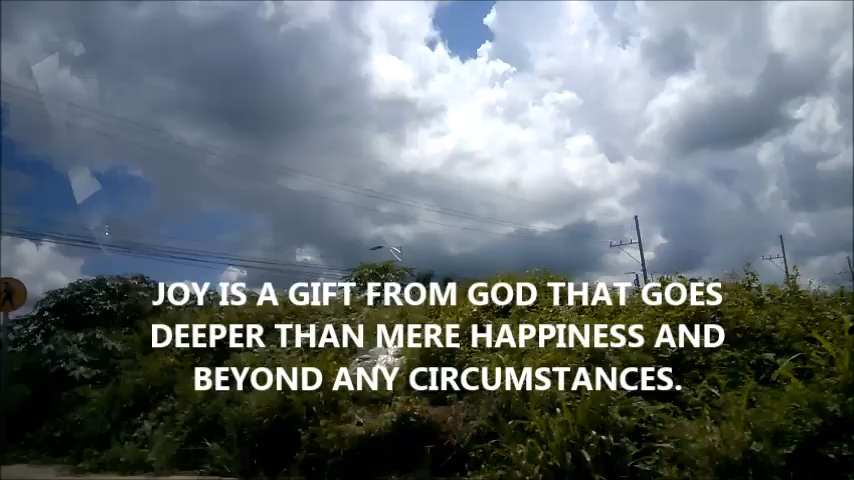 JOY IS A GIFT FROM GOD THAT GOES
DEEPER THAN MERE HAPPINESS AND
BEYOND ANY CIRCUMSTANCES.